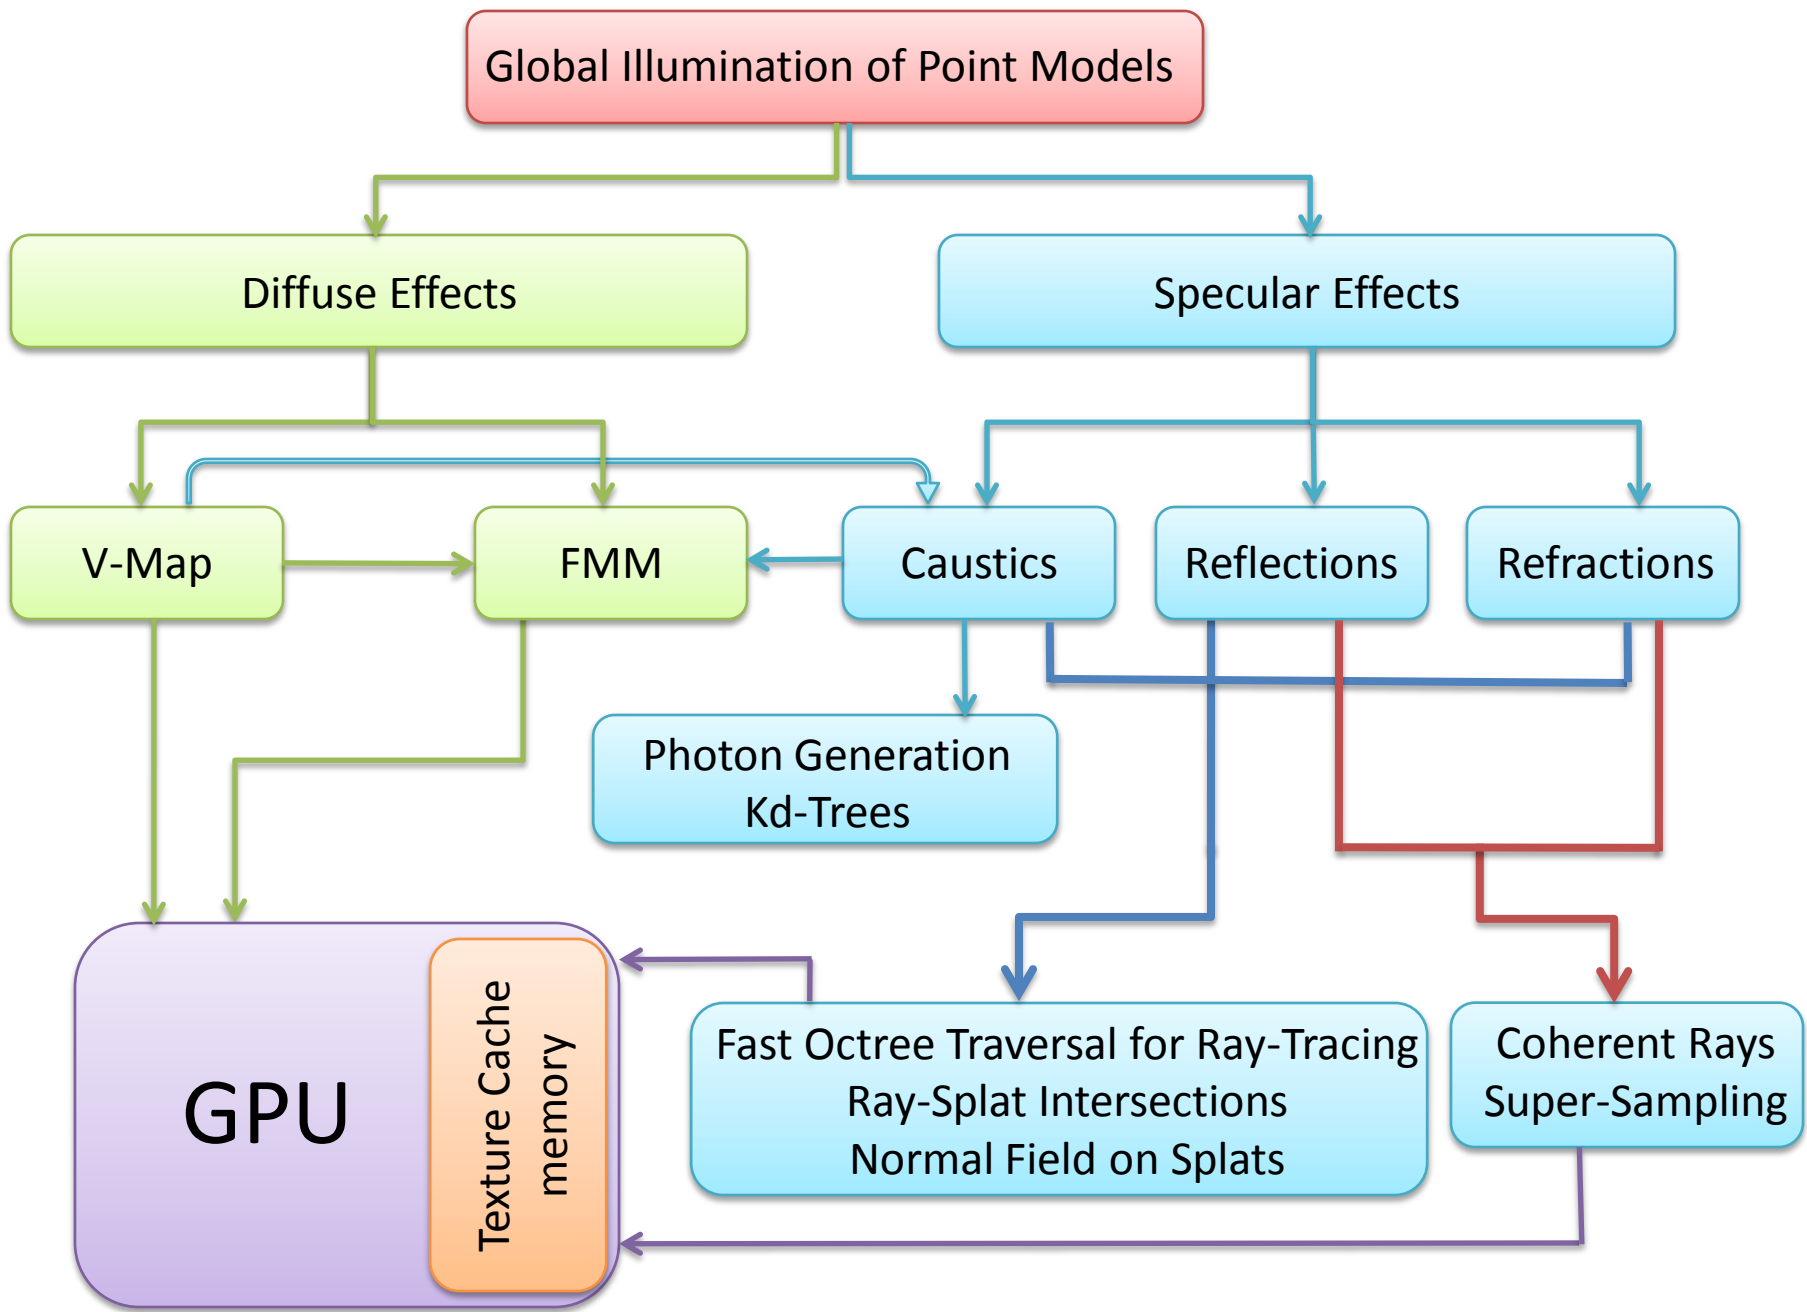 Global Illumination of Point Models
Diffuse Effects
Specular Effects
V-Map
FMM
Caustics
Reflections
Refractions
Photon Generation
Kd-Trees
GPU
Texture Cache
memory
Fast Octree Traversal for Ray-Tracing
Ray-Splat Intersections
Normal Field on Splats
Coherent Rays
Super-Sampling